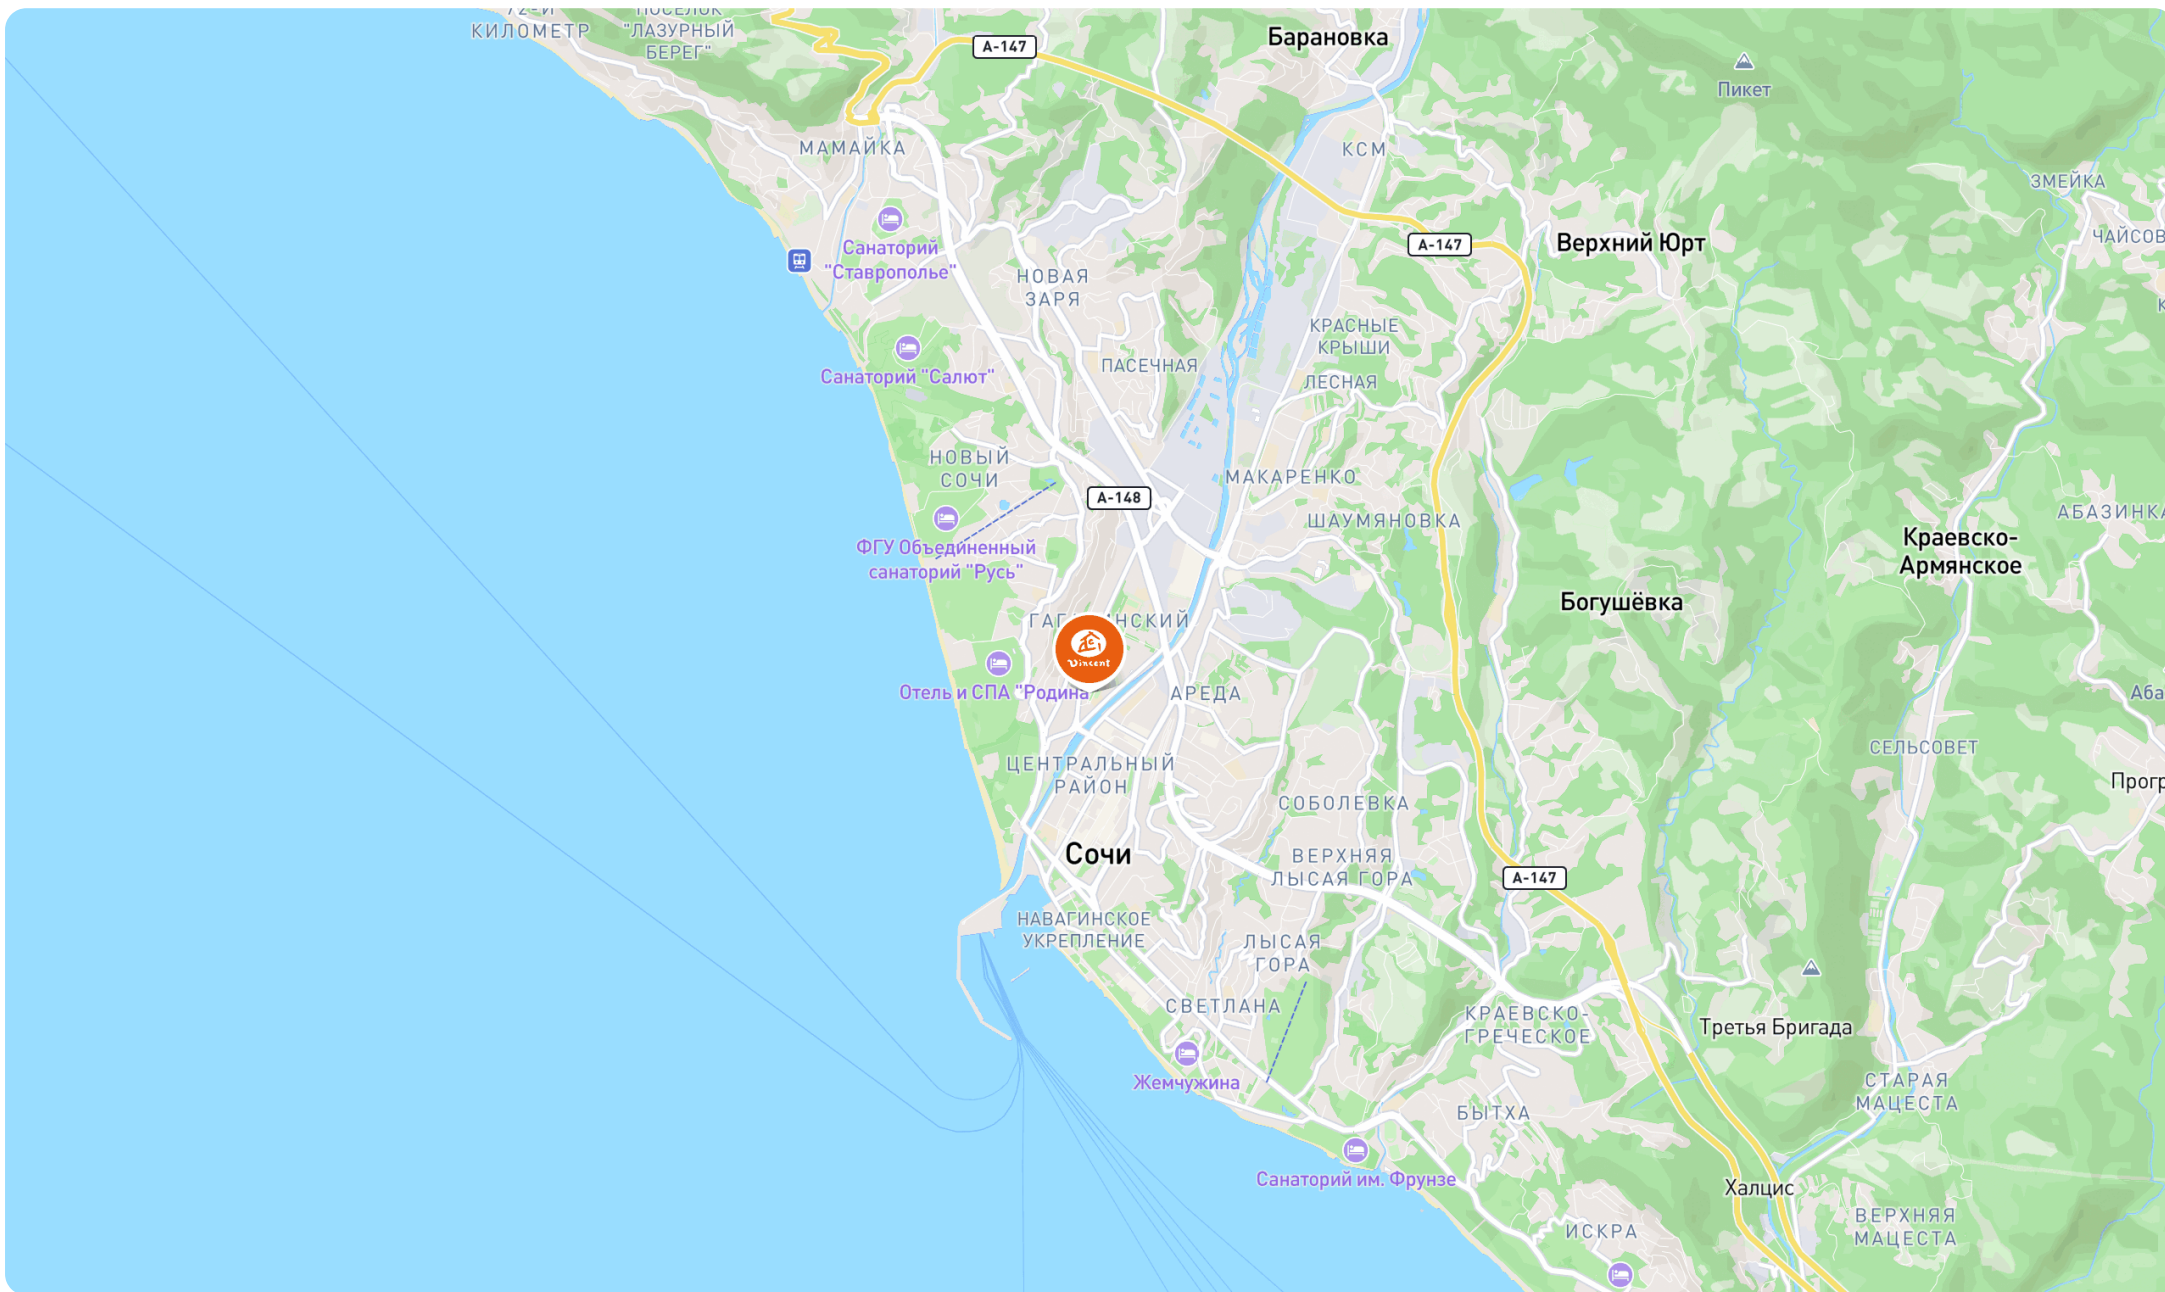 72-Й
КИЛОМЕТР
ПОСЁЛОК
"ЛАЗУРНЫЙ
БЕРЕГ"
А-147
Барановка
Пикет
МАМАЙКА
КСМ
ЗМЕЙКА
Санаторий
"Ставрополье"
НОВАЯ
ЗАРЯ
А-147
Верхний Юрт
ЧАЙСОВ
КРАСНЫЕ
КРЫШИ
ПАСЕЧНАЯ
Санаторий "Салют"
ЛЕСНАЯ
НОВЫЙ
СОЧИ
МАКАРЕНКО
А-148
ШАУМЯНОВКА
АБАЗИНКА
Краевско-
Армянское
ФГУ Объединенный
санаторий "Русь"
Богушёвка
ГАГ
НСКИЙ
Vincent
Отель и СПА "Родина
АРЕДА
Аба
ЦЕНТРАЛЬНЫЙ
РАЙОН
СЕЛЬСОВЕТ
Прогр
СОБОЛЕВКА
Сочи
ВЕРХНЯЯ
ЛЫСАЯ ГОРА
А-147
НАВАГИНСКОЕ
УКРЕПЛЕНИЕ
ЛЫСАЯ
ГОРА
СВЕТЛАНА
КРАЕВСКО-
ГРЕЧЕСКОЕ
Третья Бригада
Жемчужина
БЫТХА
СТАРАЯ
МАЦЕСТА
Санаторий им. Фрунзе
Халцис
ИСКРА
ВЕРХНЯЯ
МАЦЕСТА